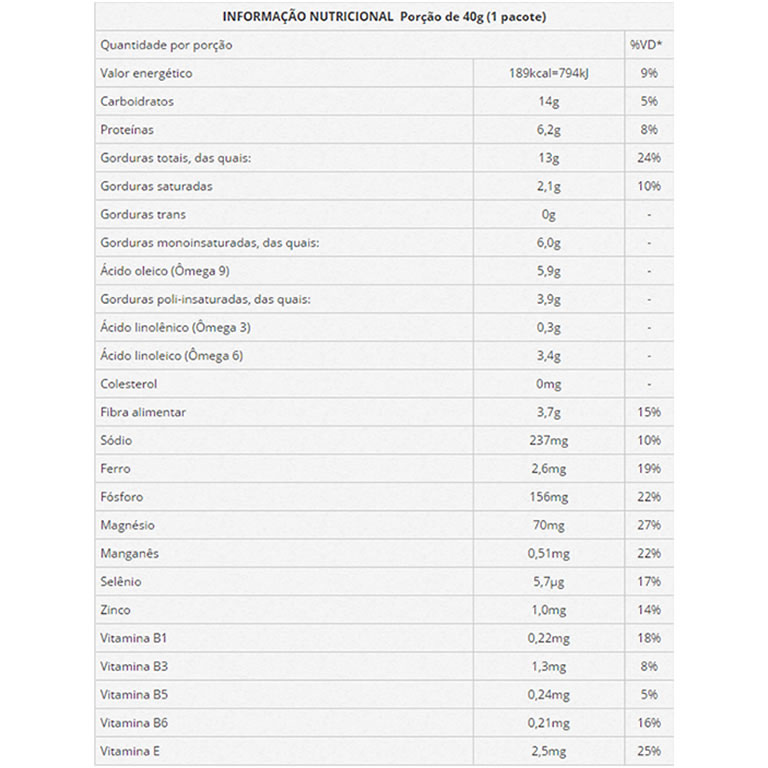 INFORMAÇÃO NUTRICIONAL Porção de 40g (1 pacote)
Quantidade por porção %VD*
Valor energético 189kcal=794kJ 9%
Carboidratos 14g 5%
Proteínas 6,2g 8%
Gorduras totais, das quais: 13g 24%
Gorduras saturadas 2,1g 10%
Gorduras trans 0g -
Gorduras monoinsaturadas, das quais: 6,0g -
Ácido oleico (Ômega 9) 5,9g -
Gorduras poli-insaturadas, das quais: 3,9g -
Ácido linolênico (Ômega 3) 0,3g -
Ácido linoleico (Ômega 6) 3,4g -
Colesterol 0mg -
Fibra alimentar 3,7g 15%
Sódio 237mg 10%
Ferro 2,6mg 19%
Fósforo 156mg 22%
Magnésio 70mg 27%
Manganês 0,51mg 22%
Selênio 5,7µg 17%
Zinco 1,0mg 14%
Vitamina B1 0,22mg 18%
Vitamina B3 1,3mg 8%
Vitamina B5 0,24mg 5%
Vitamina B6 0,21mg 16%
Vitamina E 2,5mg 25%